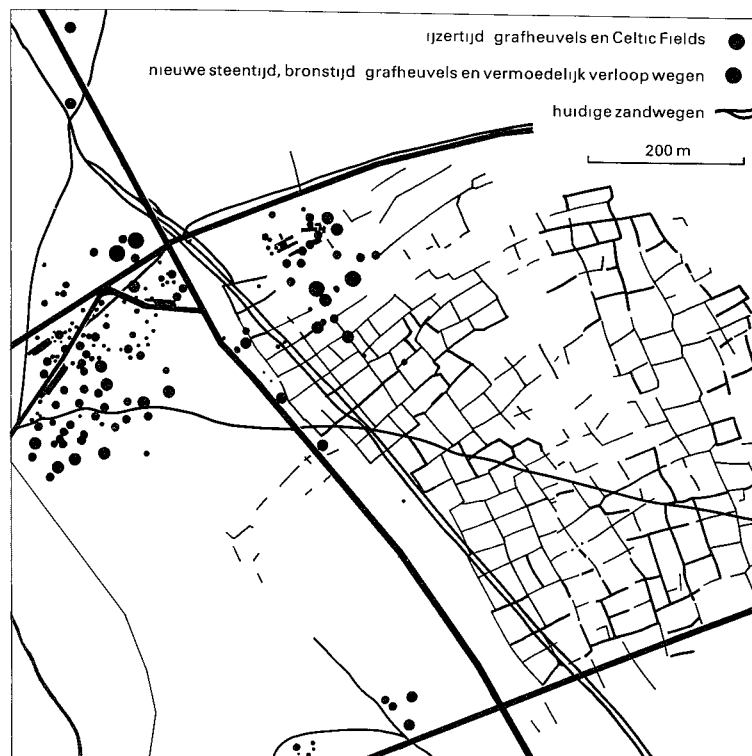 ijzertijd grafheuvels en Celtic Fields
nieuwe steentijd, bronstijd grafheuvels en vermoedelijk verloop wegen
huidige zandwegen
200 m